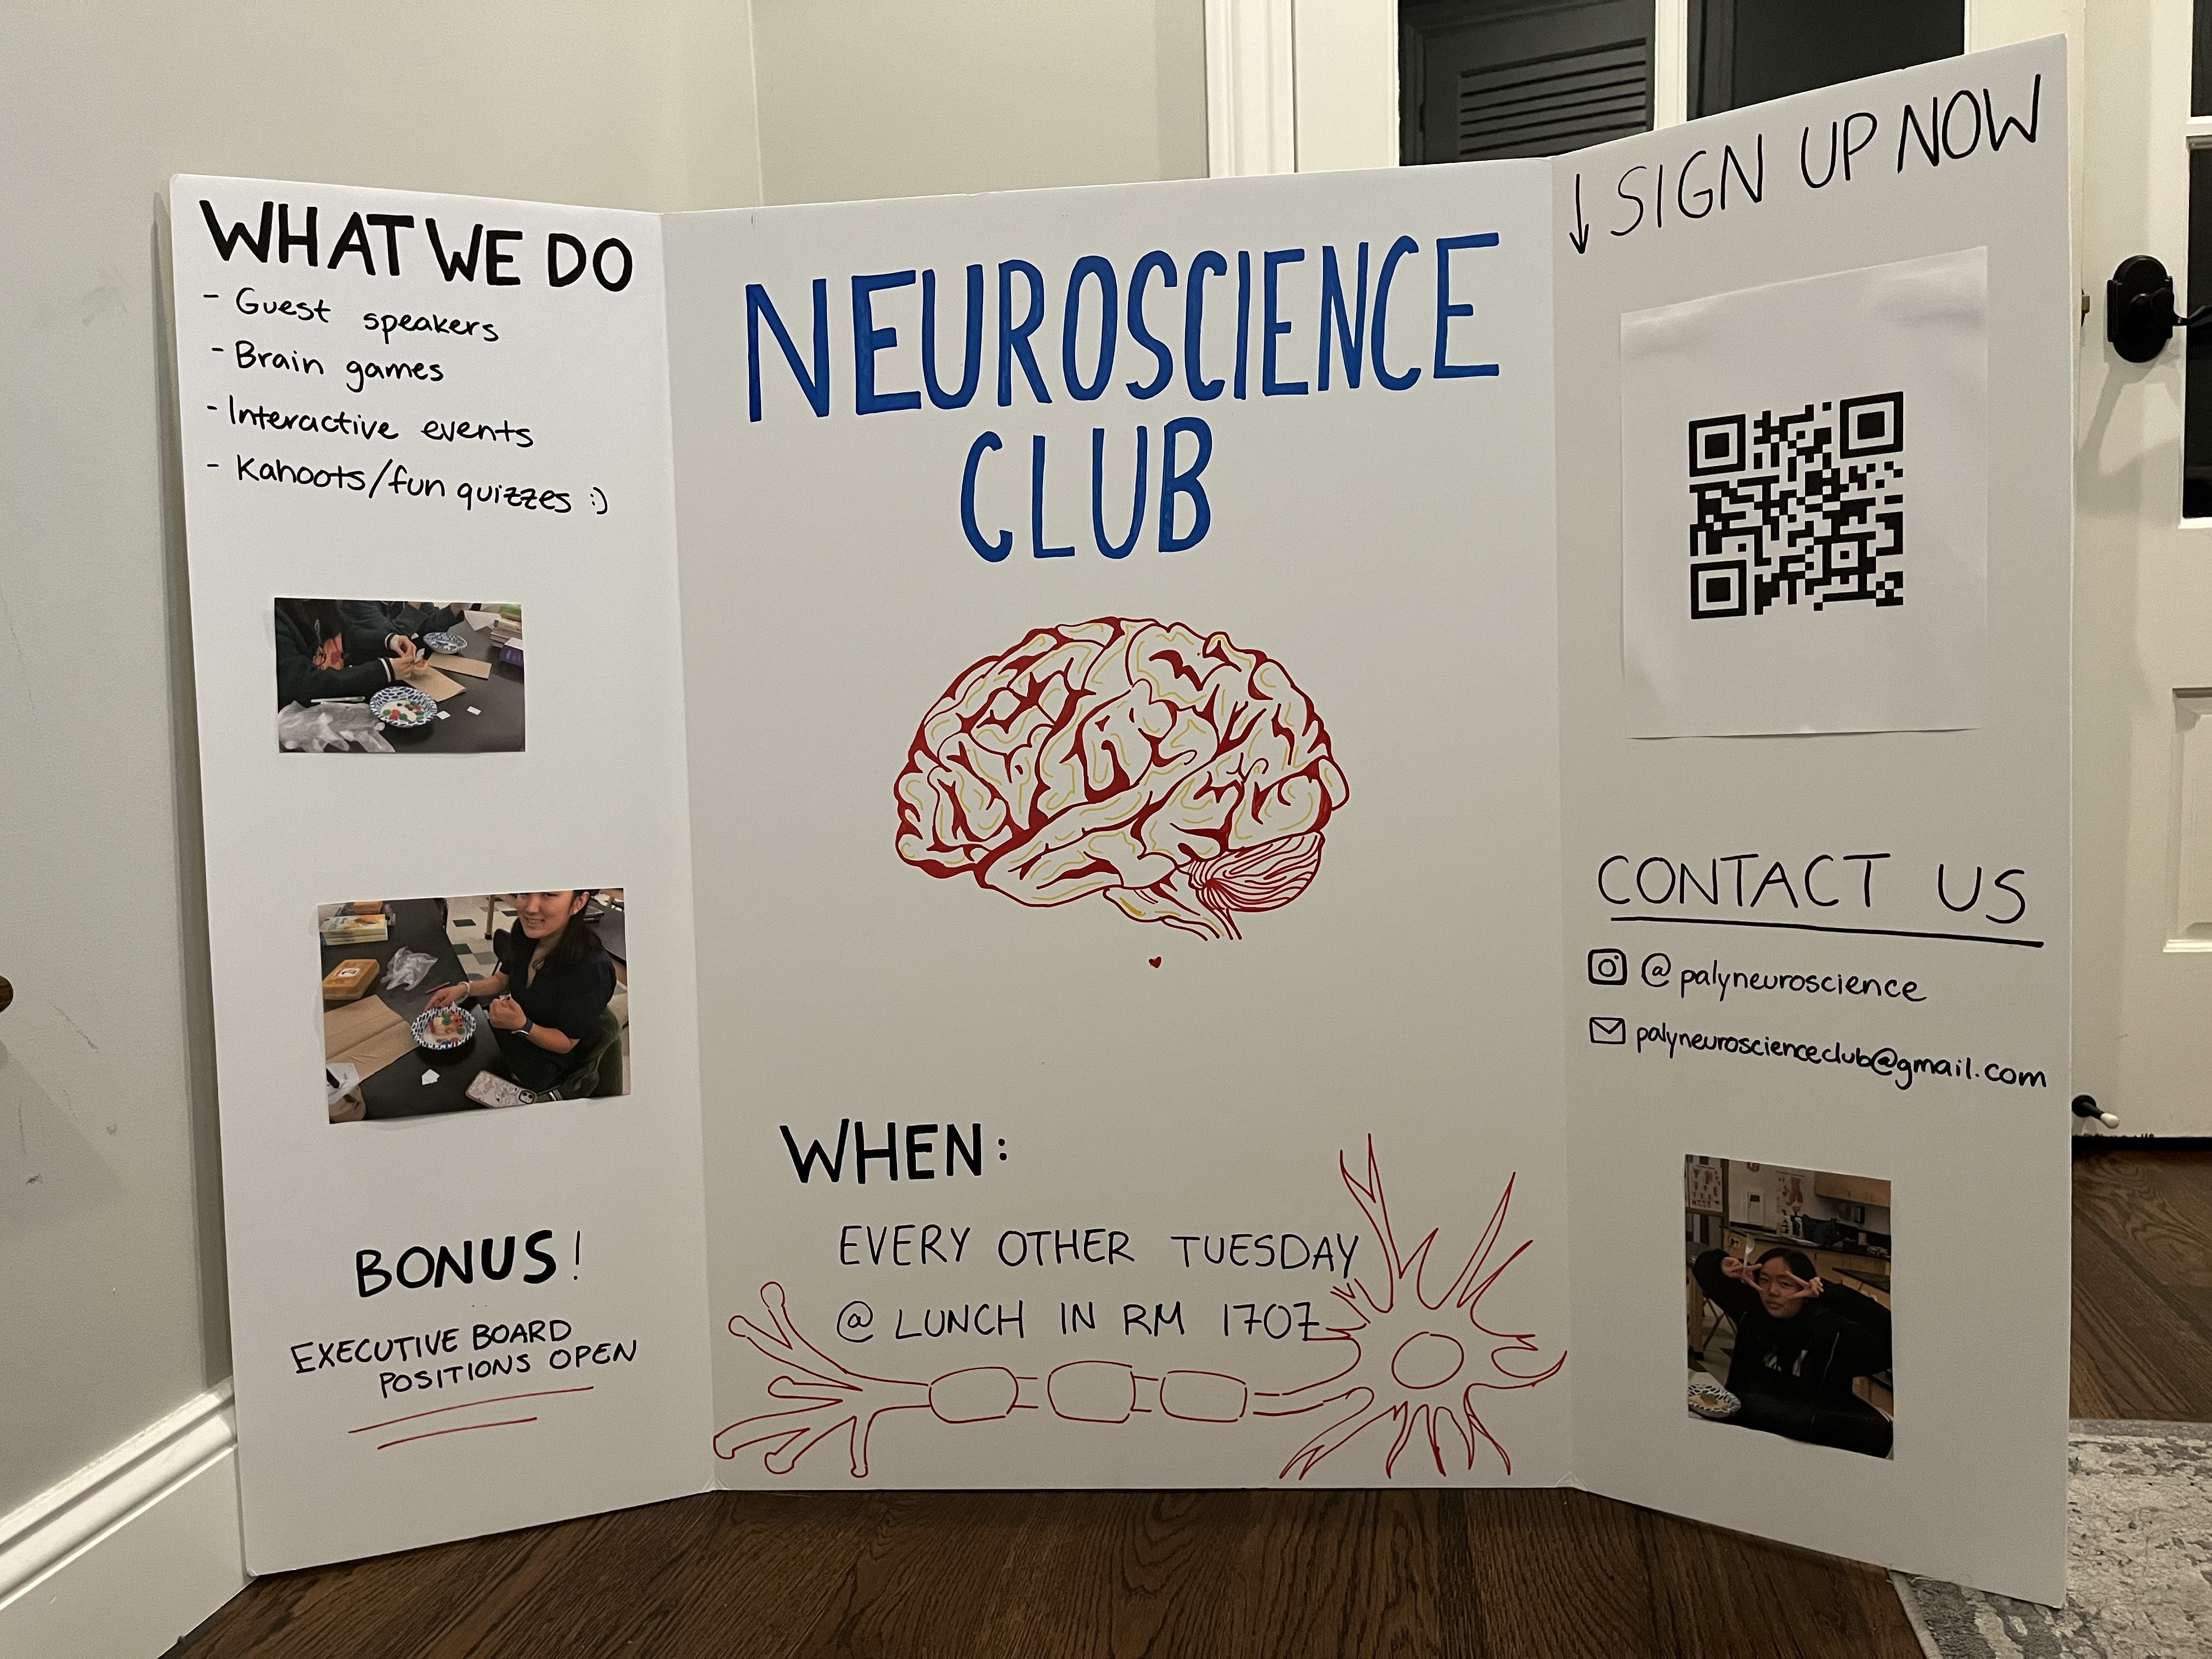 WHAT WE DO
- Guest speakers
- Brain games
- Interactive events
- Kahoots/fun quizzes :)
BONUS!
EXECUTIVE BOARD
POSITIONS OPEN
NEUROSCIENCE
CLUB
WHEN:
EVERY OTHER TUESDAY
@ LUNCH IN RM 1707
↓ SIGN UP NOW
CONTACT US
@palyneuroscience
palyneuroscienceclub@gmail.com